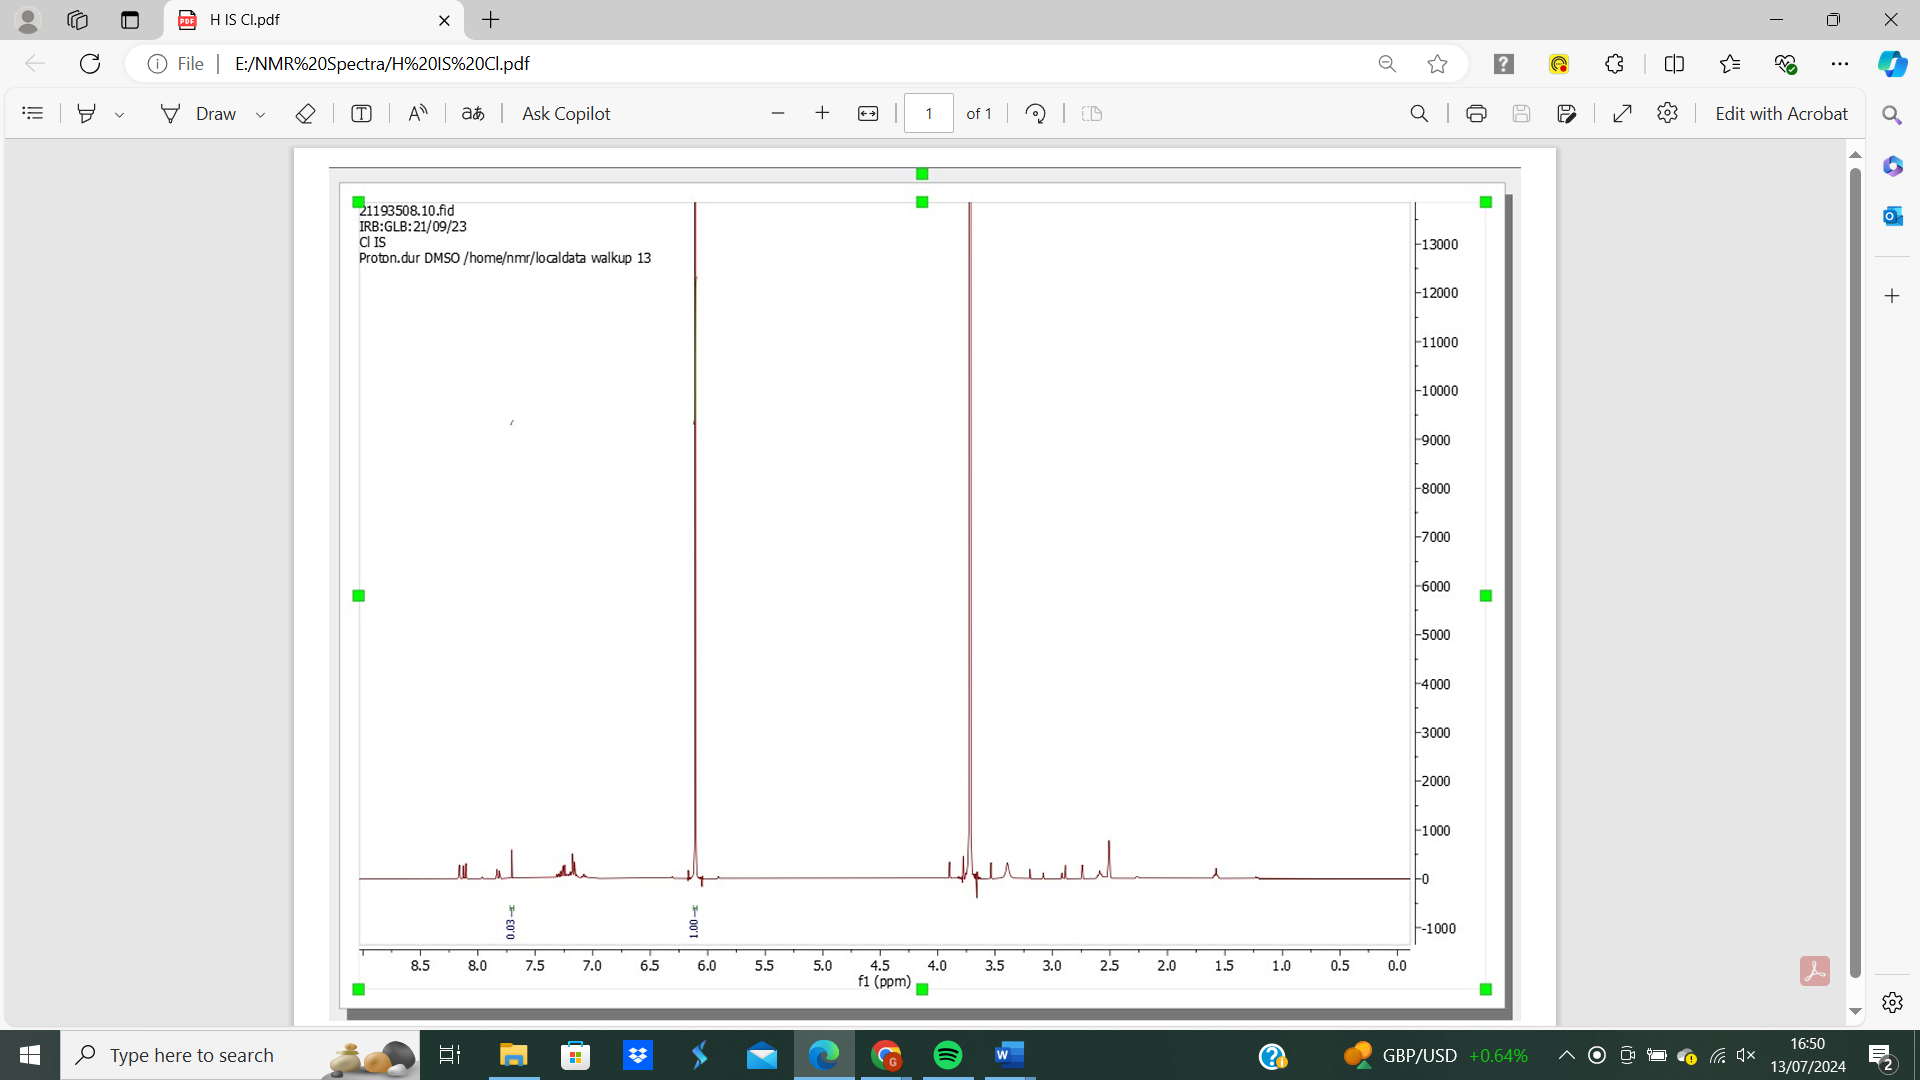 H IS Cl.pdf
File
E:/NMR%20Spectra/H%20IS%20Cl.pdf
Draw
Ask Copilot
1
of 1
Edit with Acrobat
21193508.10.fid
IRB:GLB:21/09/23
Cl IS
Proton.dur DMSO /home/nmr/localdata walkup 13
13000
12000
11000
10000
9000
8000
7000
6000
5000
4000
3000
2000
1000
0
-1000
0.03
1.00
8.5 8.0 7.5 7.0 6.5 6.0 5.5 5.0 4.5 4.0 3.5 3.0 2.5 2.0 1.5 1.0 0.5 0.0
f1 (ppm)
Type here to search
GBP/USD +0.64%
16:50
13/07/2024
2